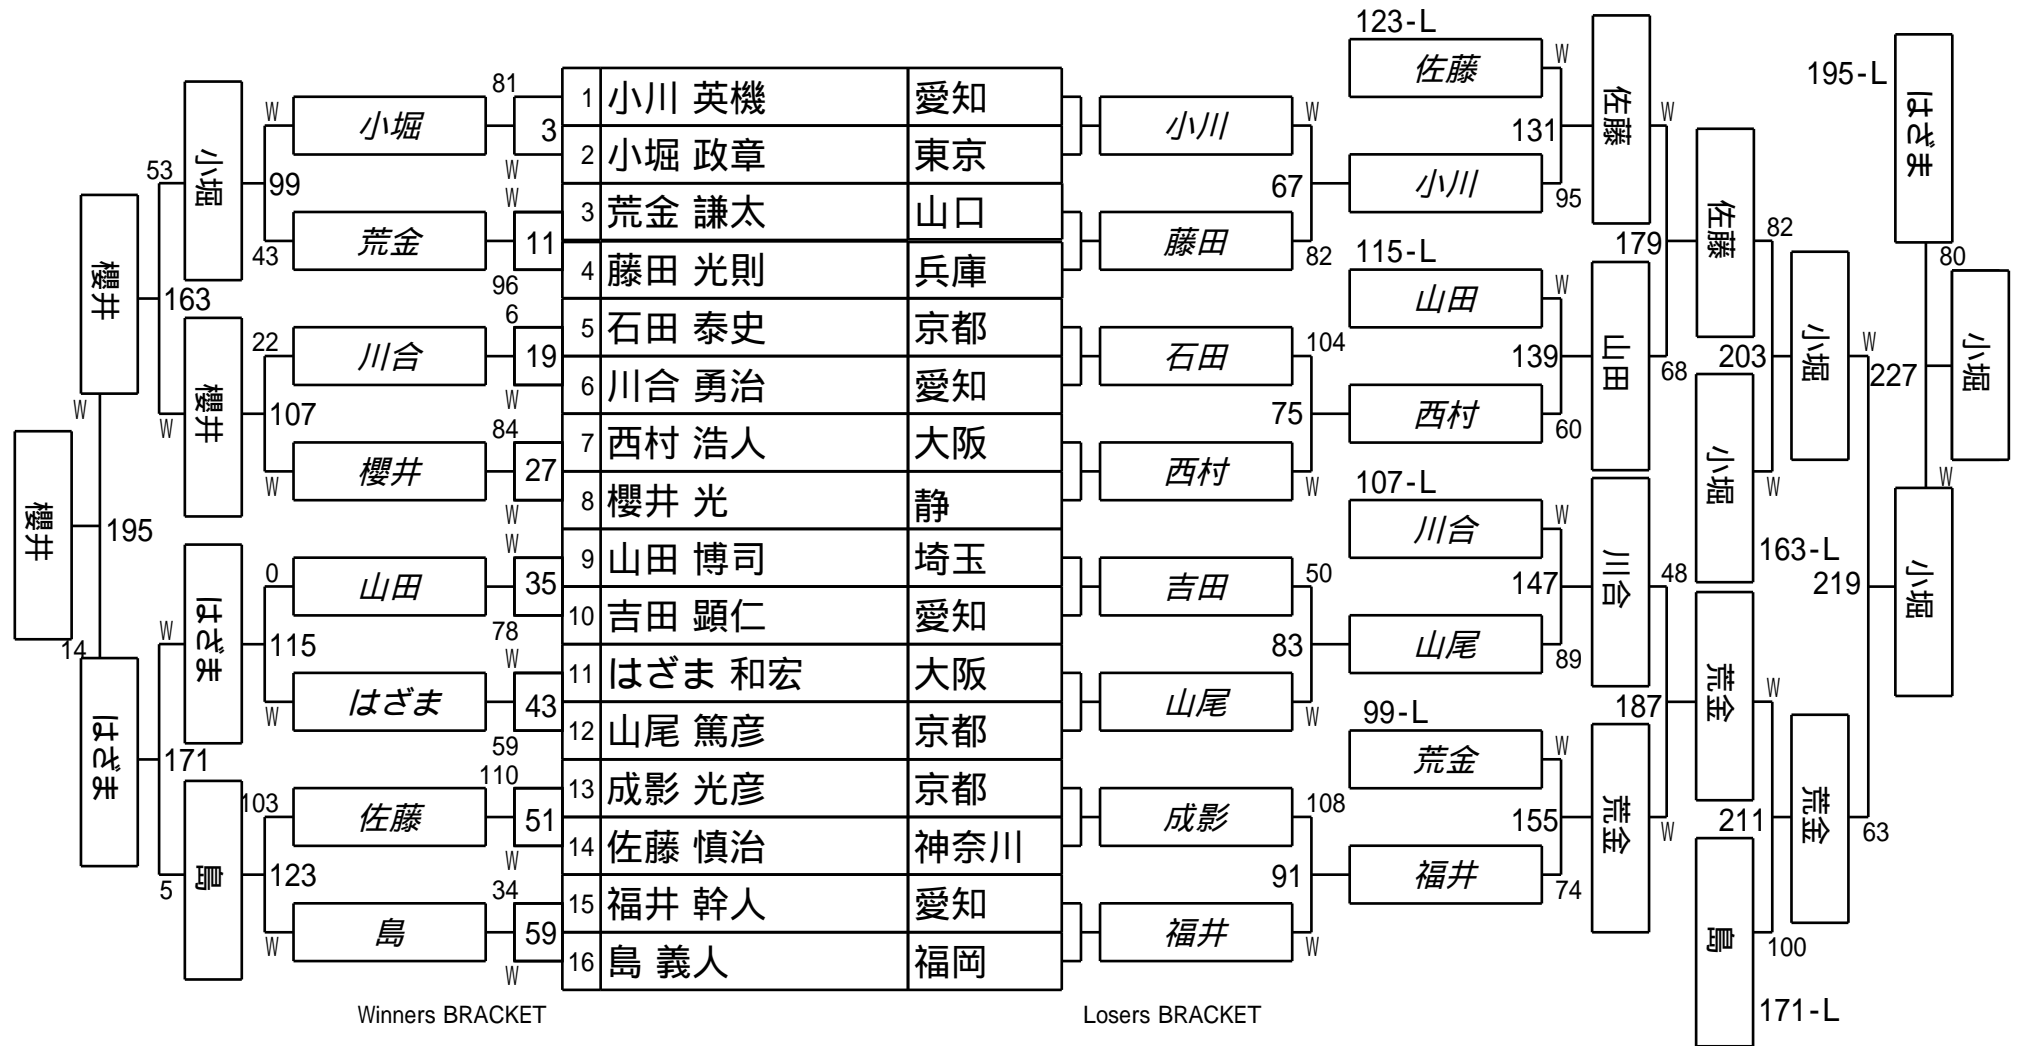 123-L
佐藤
W
195-L
はざま
81
1 小川 英機 愛知
W
小堀
3
小川
W
佐藤
131
W
2 小堀 政章 東京
W
53
小堀
99
67
小川
95
佐藤
82
W
3 荒金 謙太 山口
43
荒金
11
藤田
82
179
80
4 藤田 光則 兵庫
96
115-L
山田
W
櫻井
163
6
5 石田 泰史 京都
22
川合
19
石田
104
139
山田
68
203
小堀
W
227
小堀
6 川合 勇治 愛知
W
W
櫻井
107
75
西村
60
W
84
7 西村 浩人 大阪
W
櫻井
27
西村
W
107-L
川合
W
小堀
W
W
8 櫻井 光 静
W
櫻井
195
W
9 山田 博司 埼玉
0
山田
35
吉田
50
147
川合
48
163-L
219
小堀
10 吉田 顕仁 愛知
78
W
はざま
115
83
山尾
89
14
W
11 はざま 和宏 大阪
W
はざま
43
山尾
W
99-L
荒金
W
187
荒金
W
12 山尾 篤彦 京都
59
はざま
171
110
13 成影 光彦 京都
103
佐藤
51
成影
108
155
荒金
W
211
荒金
63
14 佐藤 慎治 神奈川
W
5
島
123
91
福井
74
34
15 福井 幹人 愛知
W
島
59
福井
W
島
100
16 島 義人 福岡
W
171-L
Winners BRACKET
Losers BRACKET